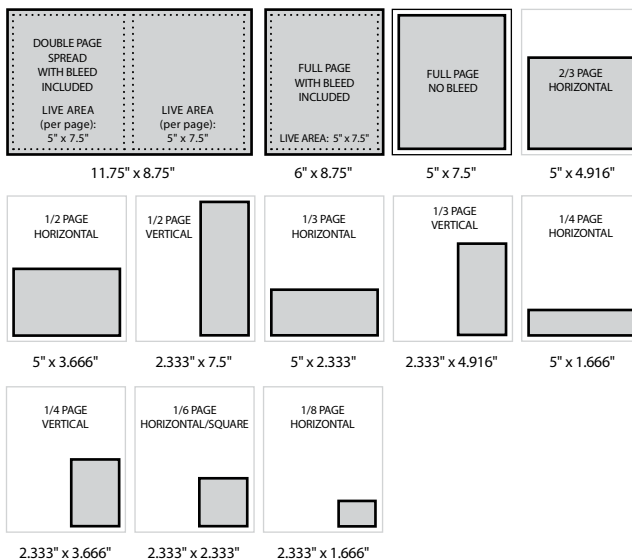 DOUBLE PAGE
SPREAD
WITH BLEED
INCLUDED
LIVE AREA
(per page):
5" x 7.5"
LIVE AREA
(per page):
5" x 7.5"
11.75" x 8.75"
FULL PAGE
WITH BLEED
INCLUDED
LIVE AREA: 5" x 7.5"
6" x 8.75"
FULL PAGE
NO BLEED
5" x 7.5"
2/3 PAGE
HORIZONTAL
5" x 4.916"
1/2 PAGE
HORIZONTAL
5" x 3.666"
1/2 PAGE
VERTICAL
2.333" x 7.5"
1/3 PAGE
HORIZONTAL
5" x 2.333"
1/3 PAGE
VERTICAL
2.333" x 4.916"
1/4 PAGE
HORIZONTAL
5" x 1.666"
1/4 PAGE
VERTICAL
2.333" x 3.666"
1/6 PAGE
HORIZONTAL/SQUARE
2.333" x 2.333"
1/8 PAGE
HORIZONTAL
2.333" x 1.666"